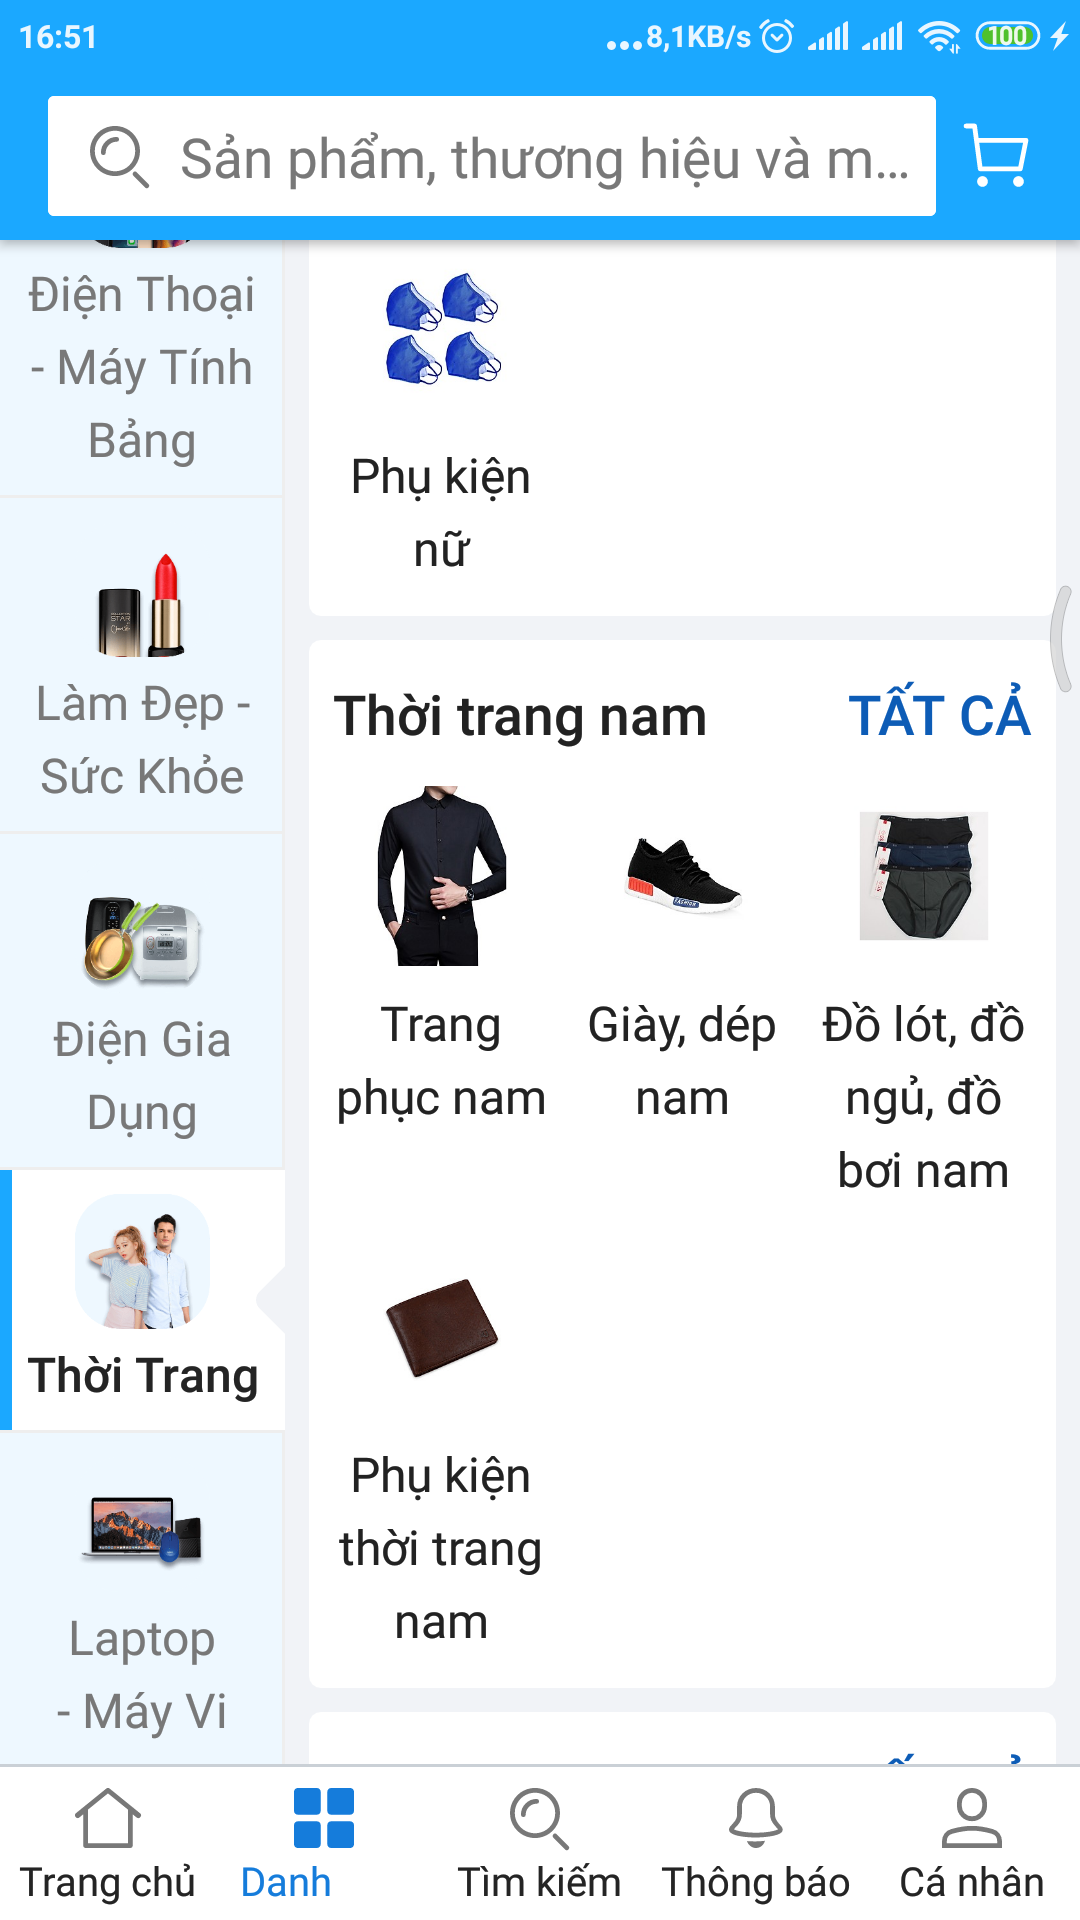 16:51
...8,1KB/s
100
Sản phẩm, thương hiệu và m...
Điện Thoại
- Máy Tính
Bảng
Làm Đẹp -
Sức Khỏe
Điện Gia
Dụng
Thời Trang
Laptop
- Máy Vi
Phụ kiện
nữ
Thời trang nam
TẤT CẢ
Trang
phục nam
Giày, dép
nam
Đồ lót, đồ
ngủ, đồ
bơi nam
Phụ kiện
thời trang
nam
Trang chủ
Danh
Tìm kiếm
Thông báo
Cá nhân